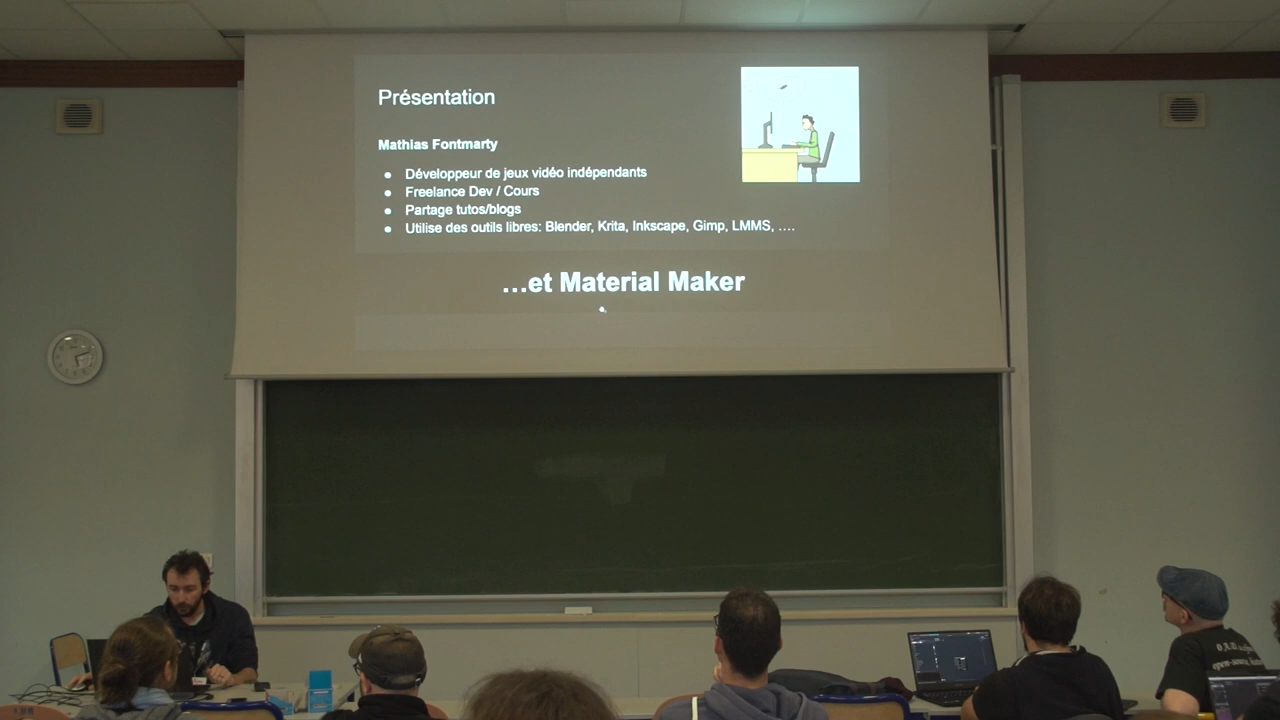 Présentation
Mathias Fontmarty
● Développeur de jeux vidéo indépendants
● Freelance Dev / Cours
● Partage tutos/blogs
● Utilise des outils libres: Blender, Krita, Inkscape, Gimp, LMMS, ….
…et Material Maker